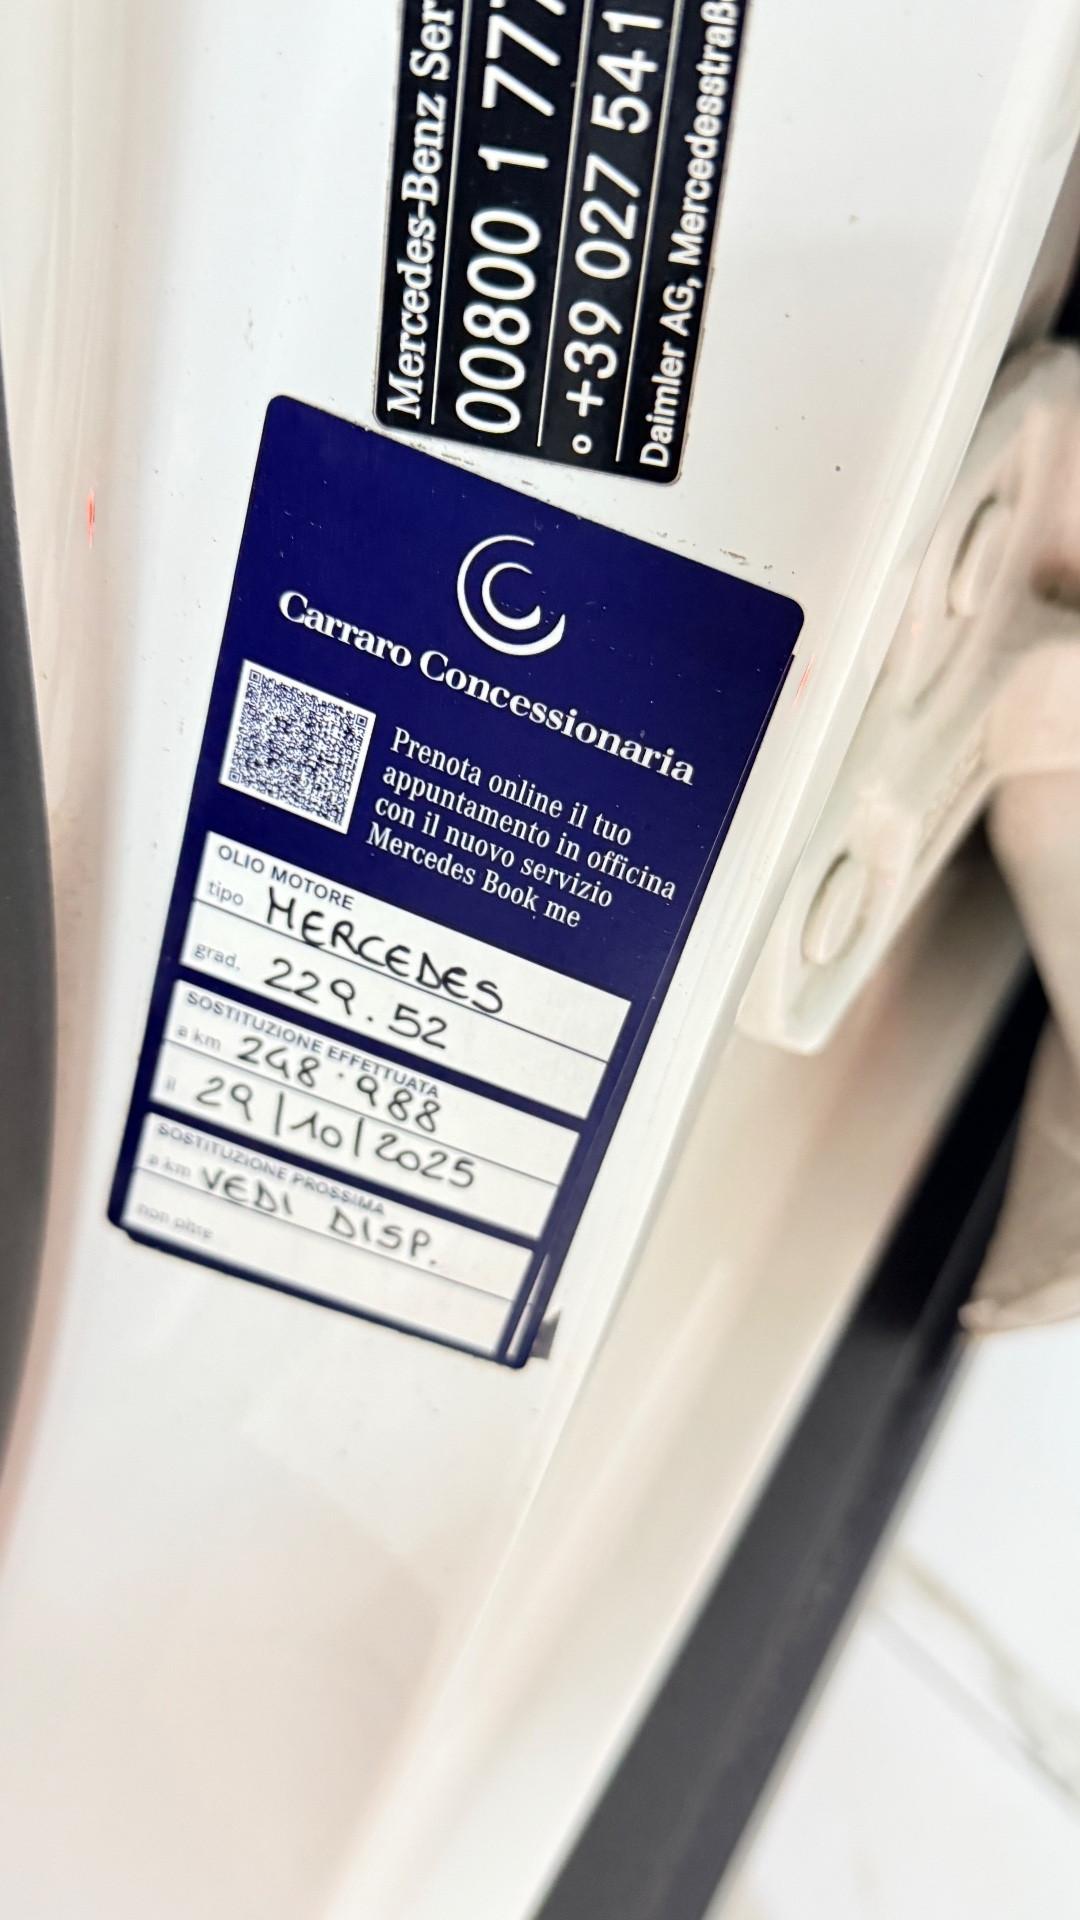 Mercedes-Benz Ser
00800 1 777
° +39 027 541
Daimler AG, Mercedesstraße
Carraro Concessionaria
Prenota online il tuo
appuntamento in officina
con il nuovo servizio
Mercedes Book me
OLIO MOTORE
tipo MERCEDES
grad. 229.52
SOSTITUZIONE EFFETTUATA
a km 248.988
il 29/10/2025
SOSTITUZIONE PROSSIMA
a km VEDI DISP.
non oltre